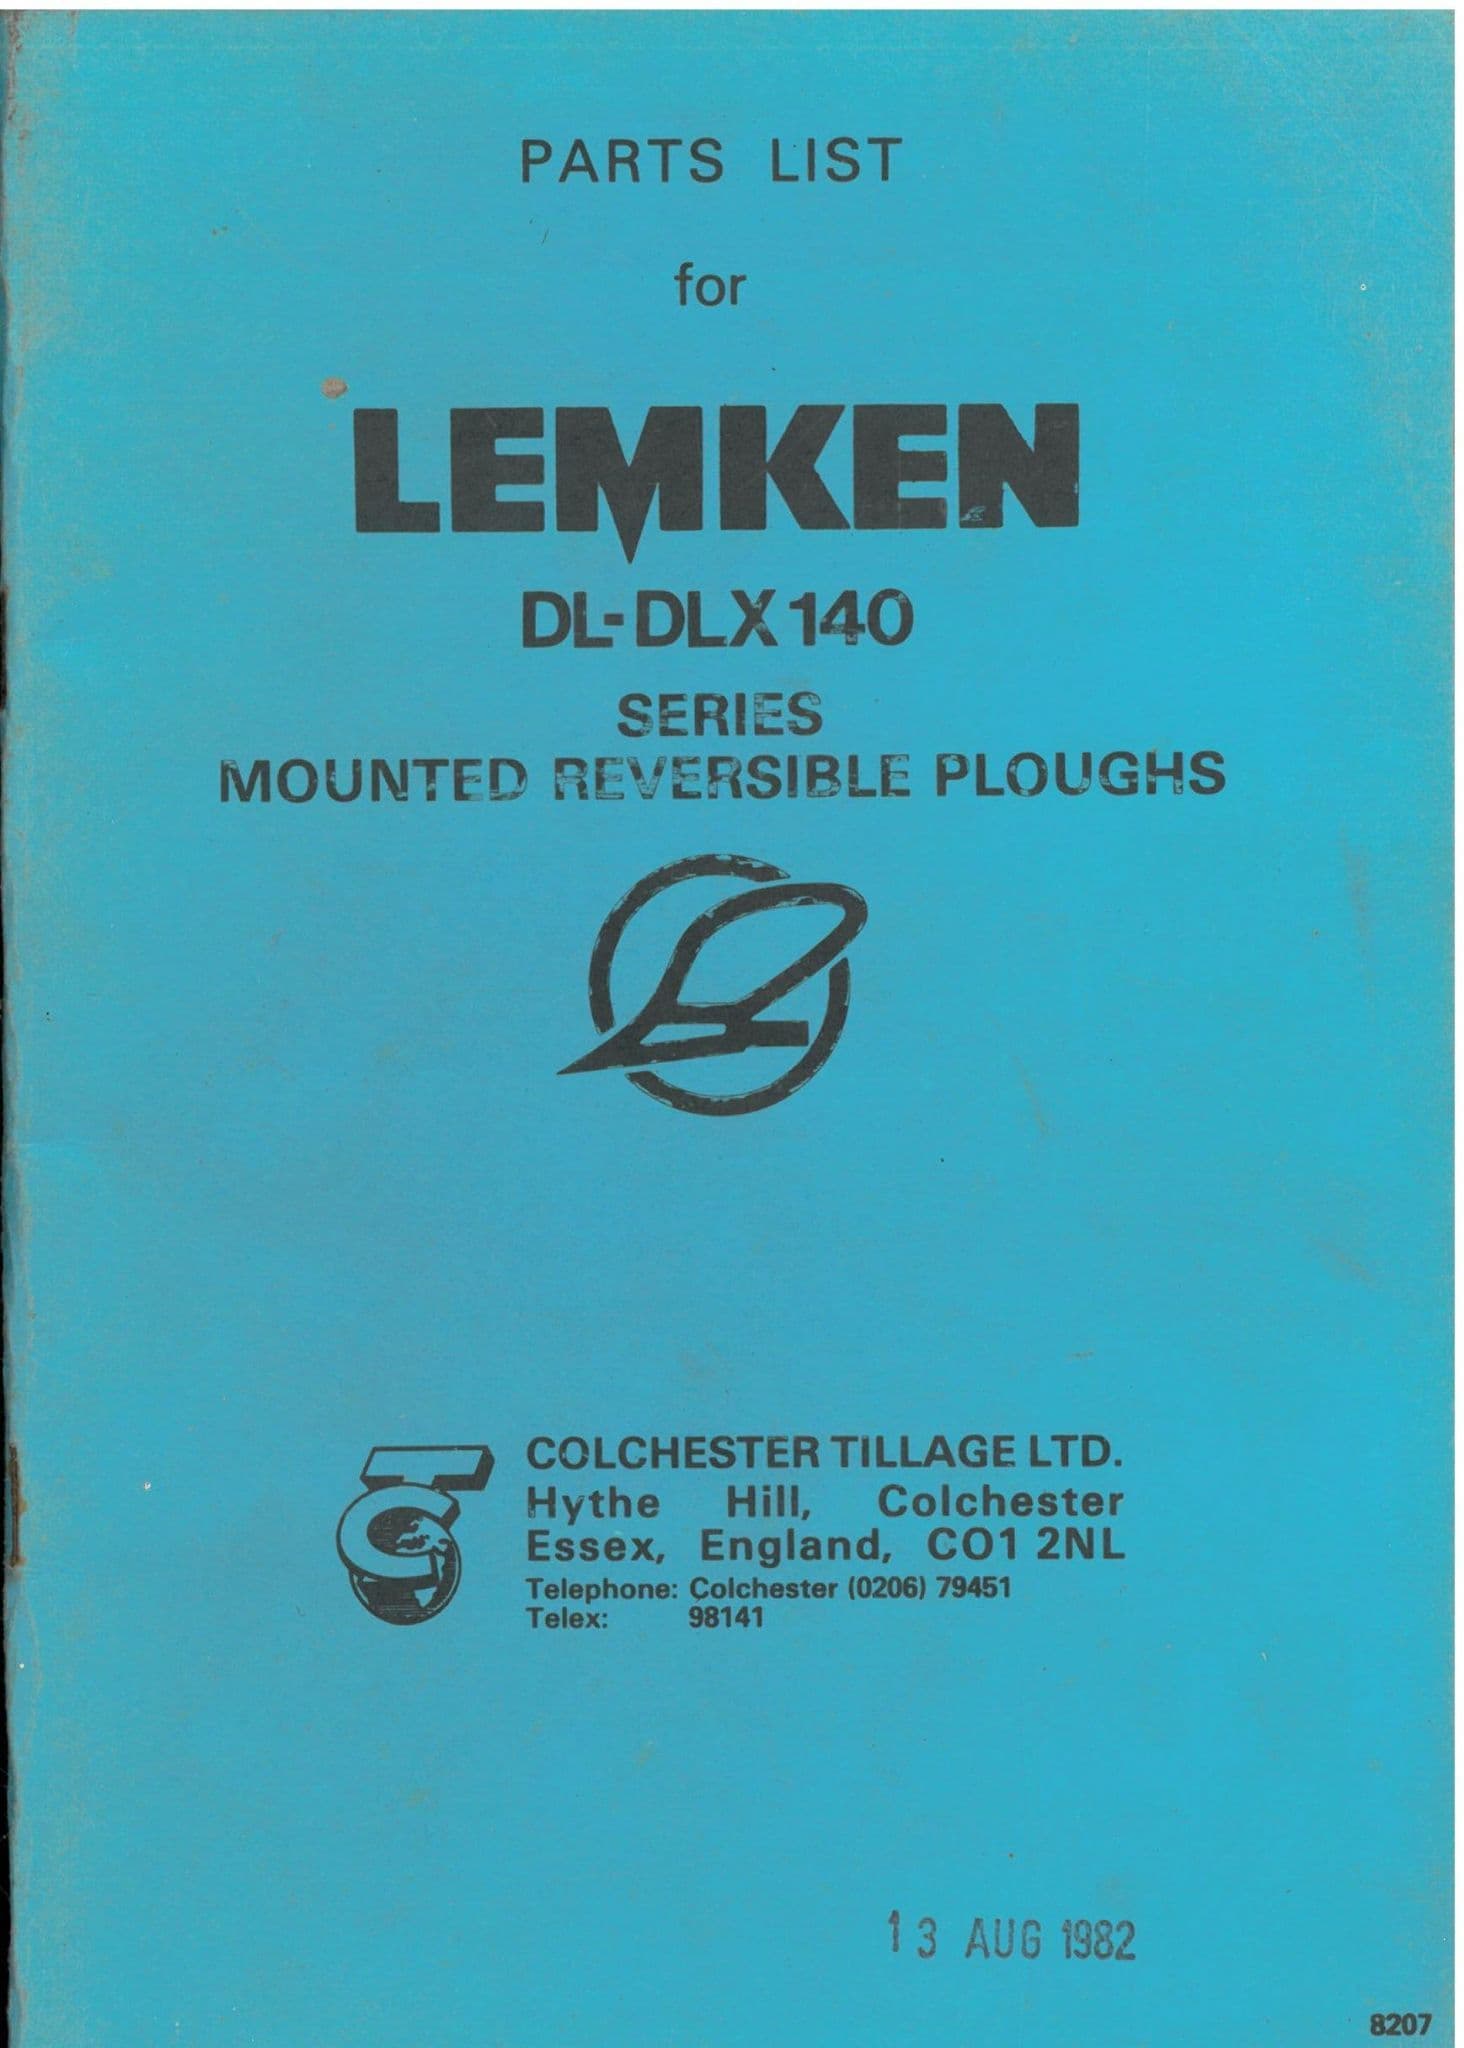 PARTS LIST
for
LEMKEN
DL-DLX 140
SERIES
MOUNTED REVERSIBLE PLOUGHS
TC
COLCHESTER TILLAGE LTD.
Hythe Hill, Colchester
Essex, England, CO1 2NL
Telephone: Colchester (0206) 79451
Telex: 98141
13 AUG 1982
8207